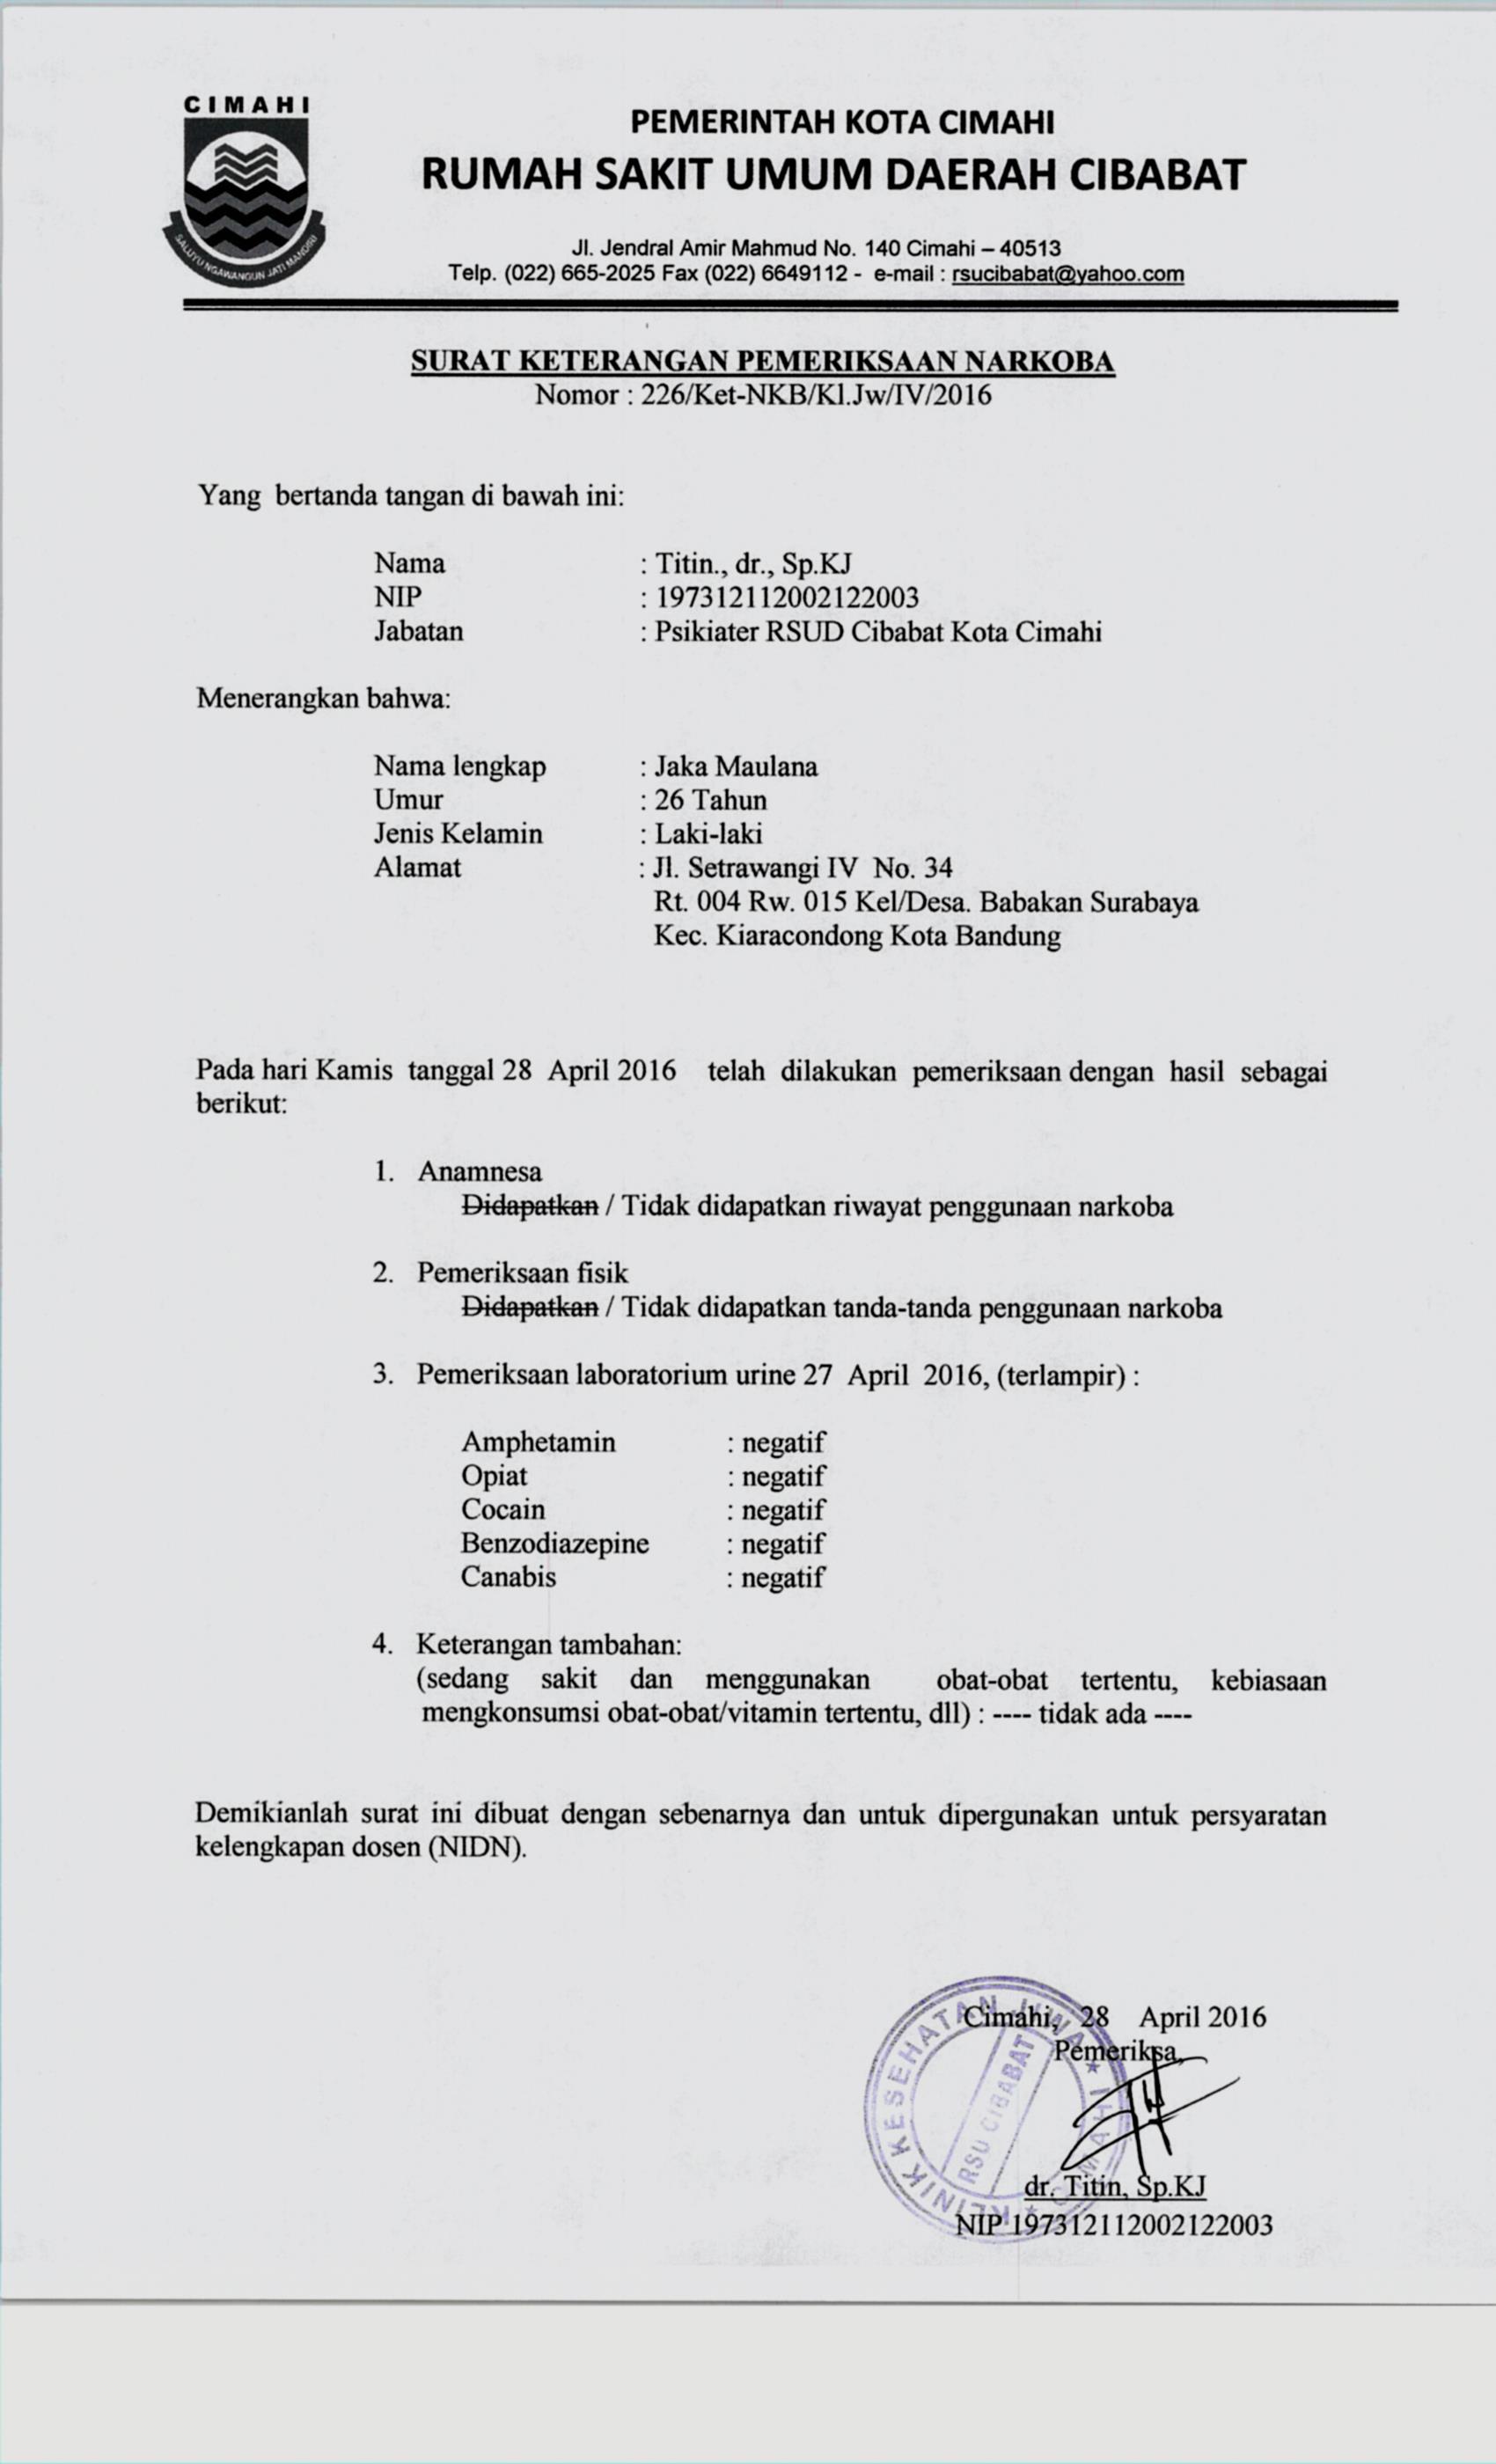 CIMAHI
SALUYU NGAWANGUN JATI MANDIRI
PEMERINTAH KOTA CIMAHI
RUMAH SAKIT UMUM DAERAH CIBABAT
Jl. Jendral Amir Mahmud No. 140 Cimahi – 40513
Telp. (022) 665-2025 Fax (022) 6649112 - e-mail : rsucibabat@yahoo.com
SURAT KETERANGAN PEMERIKSAAN NARKOBA
Nomor : 226/Ket-NKB/Kl.Jw/IV/2016
Yang bertanda tangan di bawah ini:
Nama : Titin., dr., Sp.KJ
NIP : 197312112002122003
Jabatan : Psikiater RSUD Cibabat Kota Cimahi
Menerangkan bahwa:
Nama lengkap : Jaka Maulana
Umur : 26 Tahun
Jenis Kelamin : Laki-laki
Alamat : Jl. Setrawangi IV No. 34
Rt. 004 Rw. 015 Kel/Desa. Babakan Surabaya
Kec. Kiaracondong Kota Bandung
Pada hari Kamis tanggal 28 April 2016 telah dilakukan pemeriksaan dengan hasil sebagai
berikut:
1. Anamnesa
Didapatkan / Tidak didapatkan riwayat penggunaan narkoba
2. Pemeriksaan fisik
Didapatkan / Tidak didapatkan tanda-tanda penggunaan narkoba
3. Pemeriksaan laboratorium urine 27 April 2016, (terlampir) :
Amphetamin : negatif
Opiat : negatif
Cocain : negatif
Benzodiazepine : negatif
Canabis : negatif
4. Keterangan tambahan:
(sedang sakit dan menggunakan obat-obat tertentu, kebiasaan
mengkonsumsi obat-obat/vitamin tertentu, dll) : ---- tidak ada ----
Demikianlah surat ini dibuat dengan sebenarnya dan untuk dipergunakan untuk persyaratan
kelengkapan dosen (NIDN).
Cimahi, 28 April 2016
Pemeriksa,
KLINIK KESEHATAN JIWA ★ CIMAHI ★
RSU CIBABAT
dr. Titin, Sp.KJ
NIP 197312112002122003